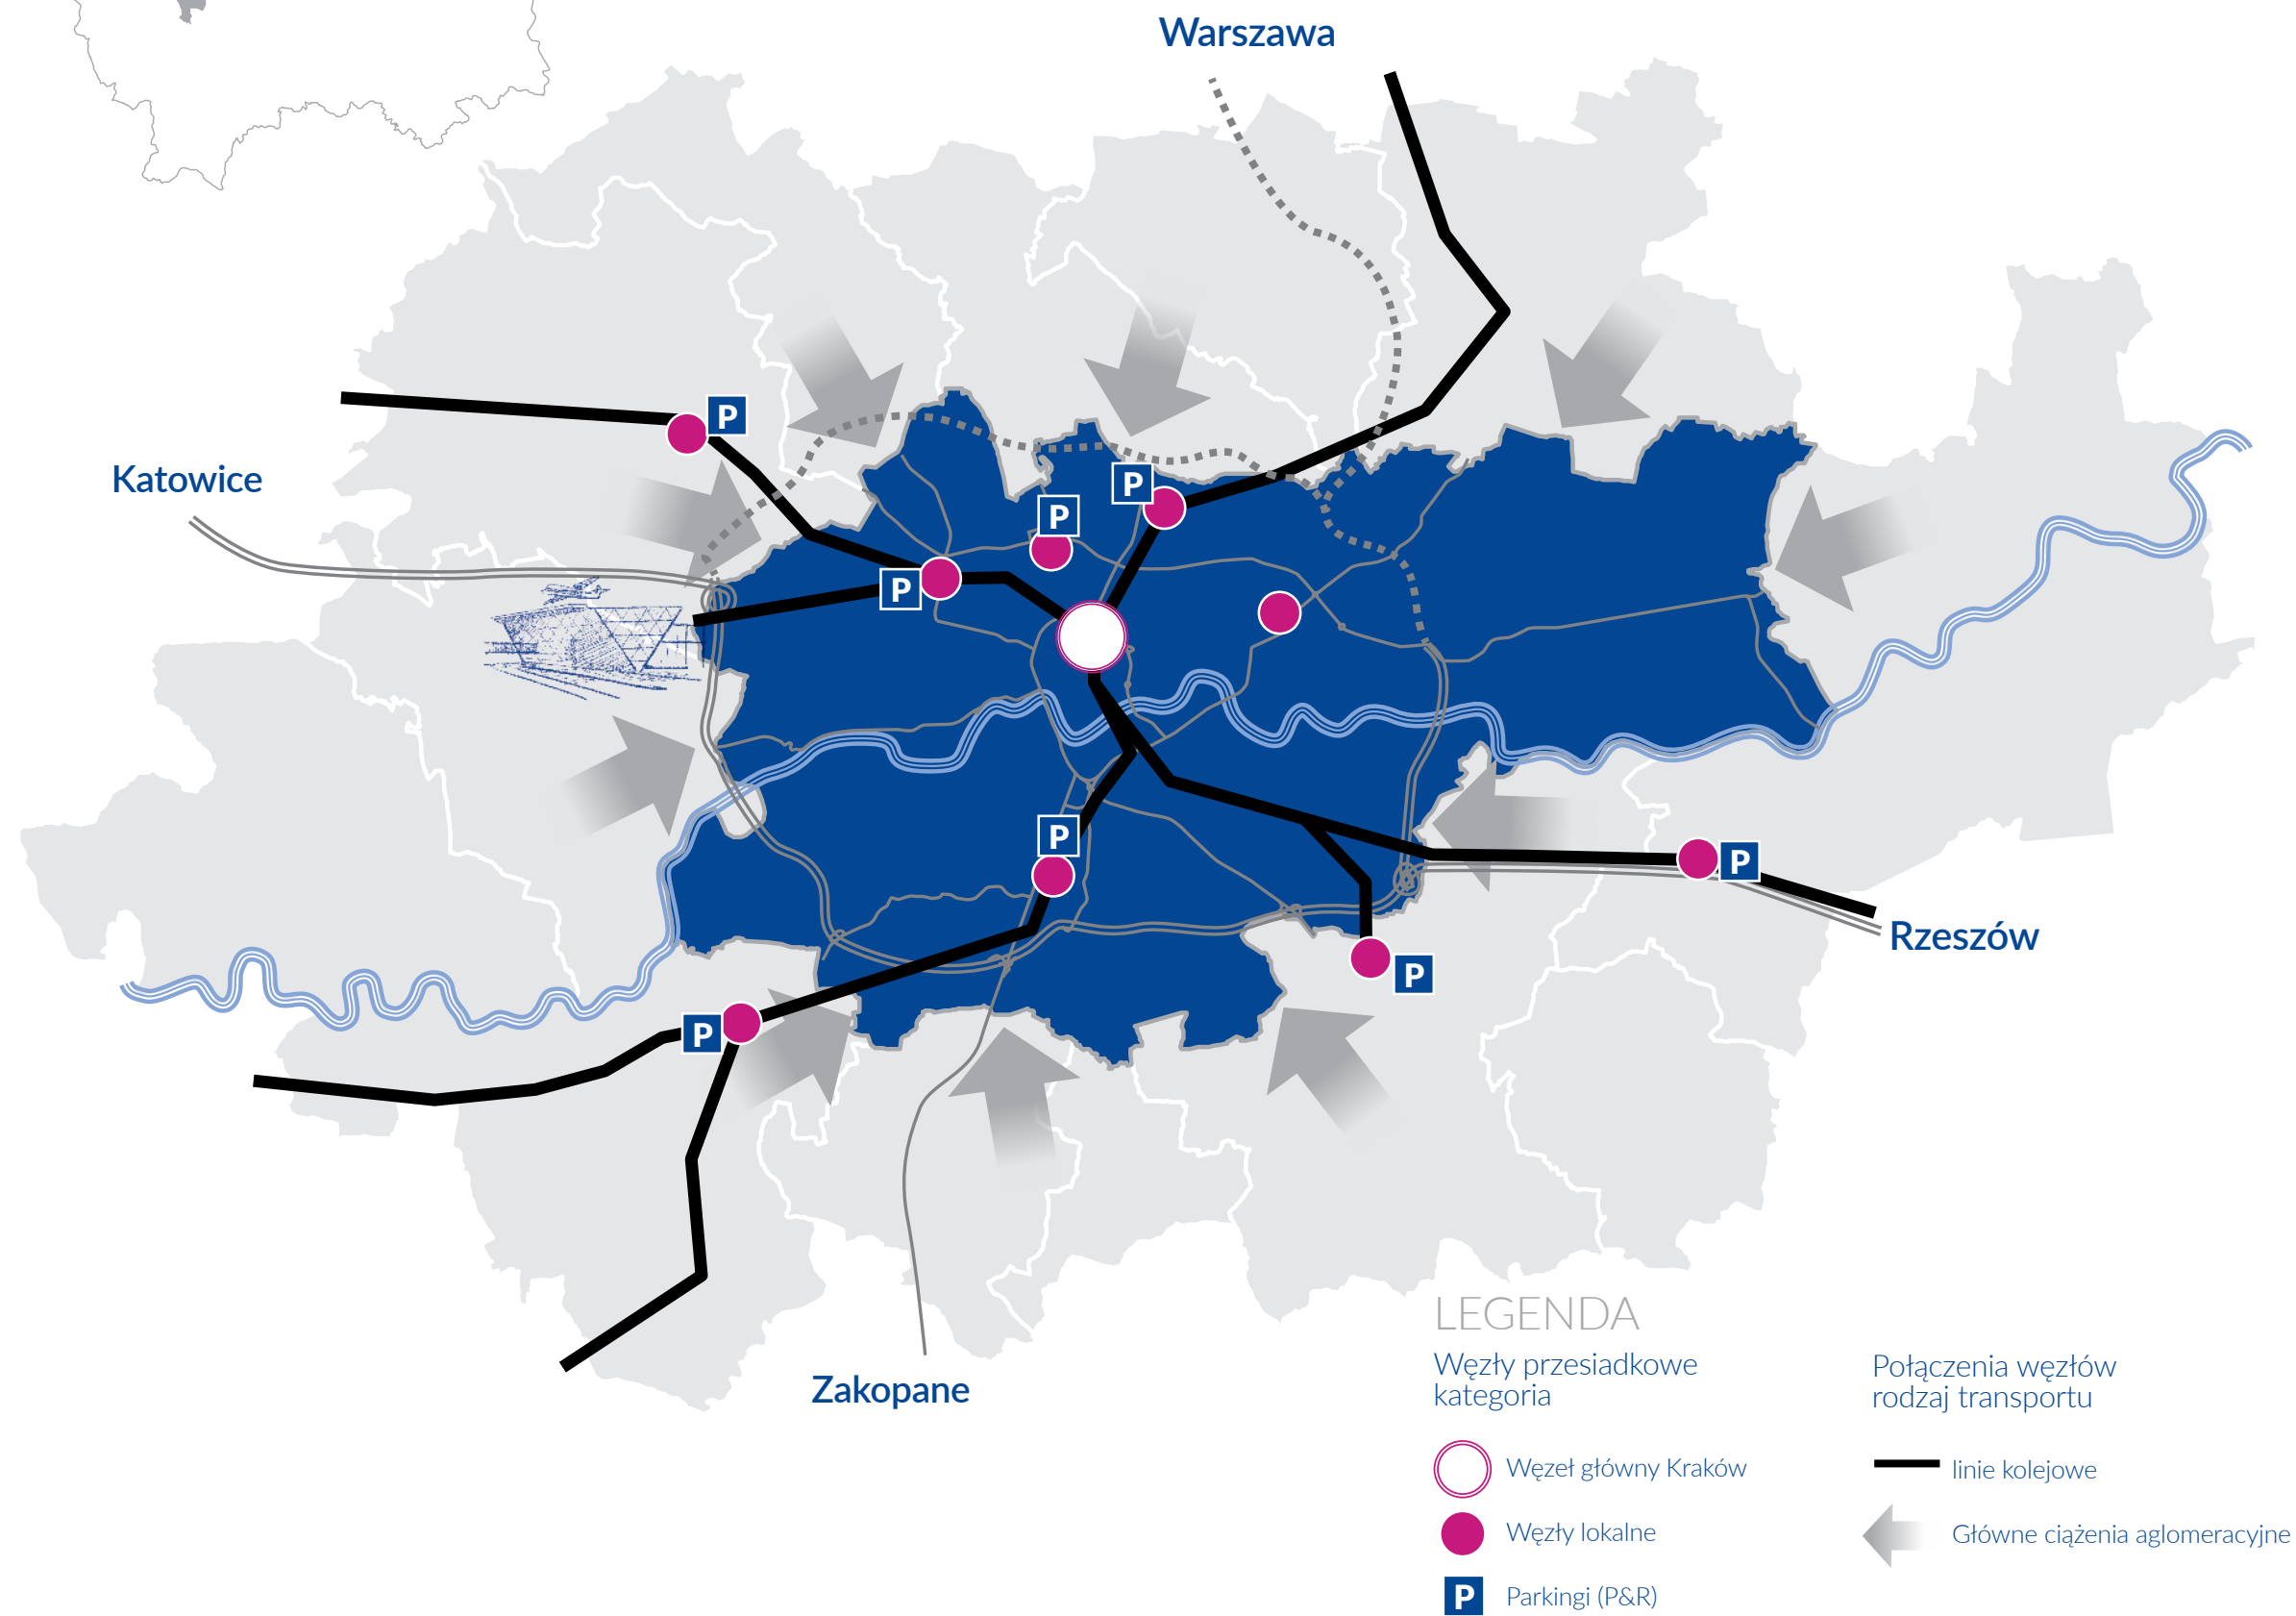 Warszawa
P
Katowice
P
P
P
P
P
Rzeszów
P
P
Zakopane
LEGENDA
Węzły przesiadkowe
kategoria
Węzeł główny Kraków
Węzły lokalne
P Parkingi (P&R)
Połączenia węzłów
rodzaj transportu
linie kolejowe
Główne ciążenia aglomeracyjne